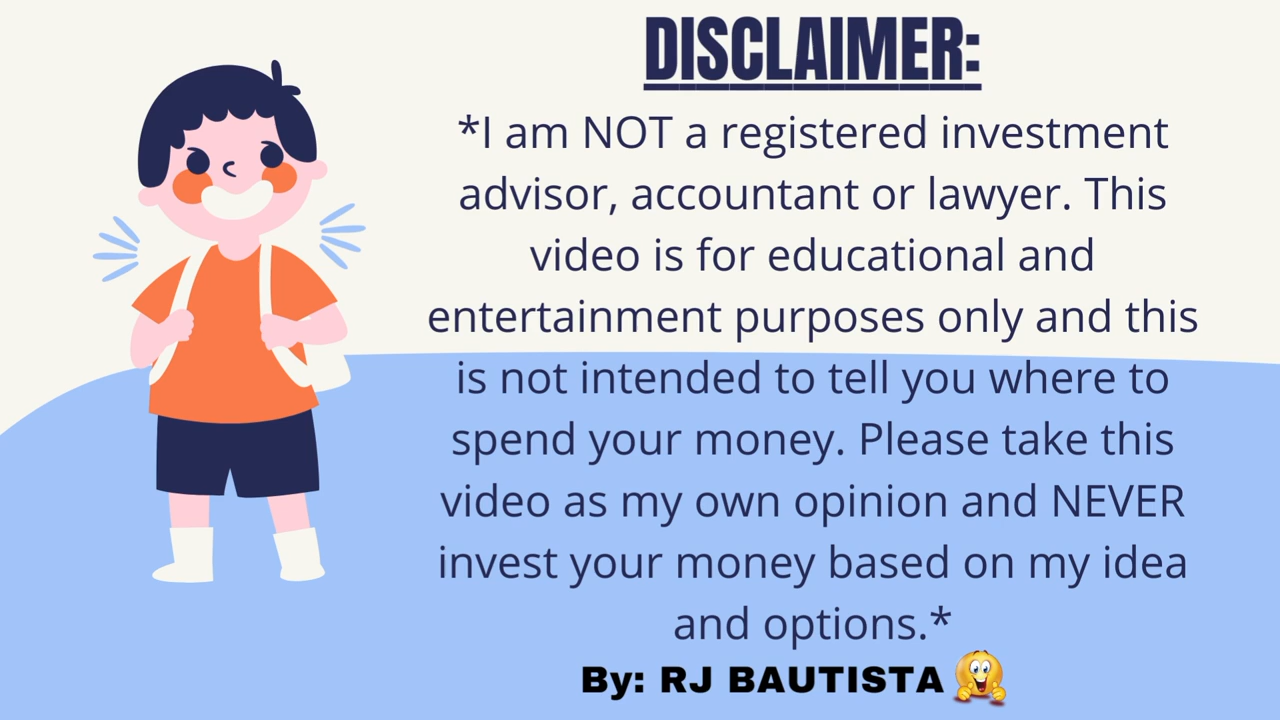 DISCLAIMER:
*I am NOT a registered investment
advisor, accountant or lawyer. This
video is for educational and
entertainment purposes only and this
is not intended to tell you where to
spend your money. Please take this
video as my own opinion and NEVER
invest your money based on my idea
and options.*
By: RJ BAUTISTA